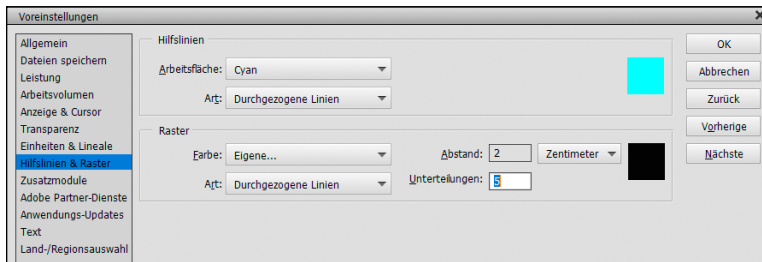 Voreinstellungen
Allgemein
Dateien speichern
Leistung
Arbeitsvolumen
Anzeige & Cursor
Transparenz
Einheiten & Lineale
Hilfslinien & Raster
Zusatzmodule
Adobe Partner-Dienste
Anwendungs-Updates
Text
Land-/Regionsauswahl
Hilfslinien
Arbeitsfläche: Cyan
Art: Durchgezogene Linien
Raster
Farbe: Eigene... Abstand: 2 Zentimeter
Art: Durchgezogene Linien Unterteilungen: 5
OK
Abbrechen
Zurück
Vorherige
Nächste